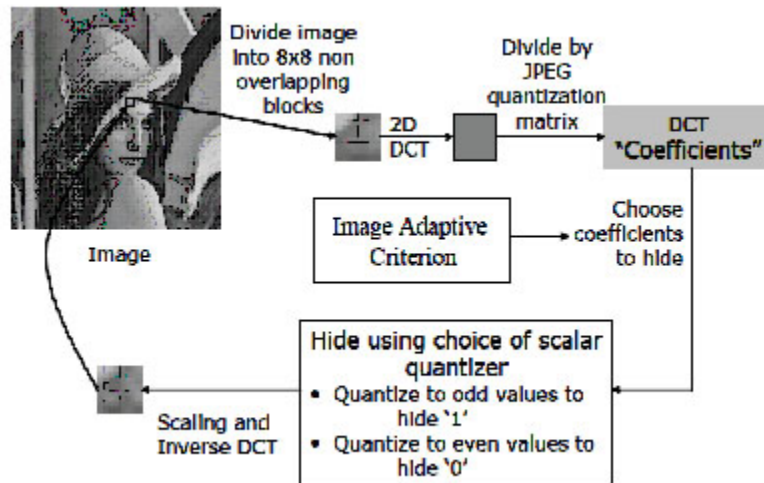 Divide image
into 8x8 non
overlapping
blocks
2D
DCT
Divide by
JPEG
quantization
matrix
DCT
"Coefficients"
Image
Image Adaptive
Criterion
Choose
coefficients
to hide
Hide using choice of scalar
quantizer
• Quantize to odd values to
hide ‘1’
• Quantize to even values to
hide ‘0’
Scaling and
Inverse DCT